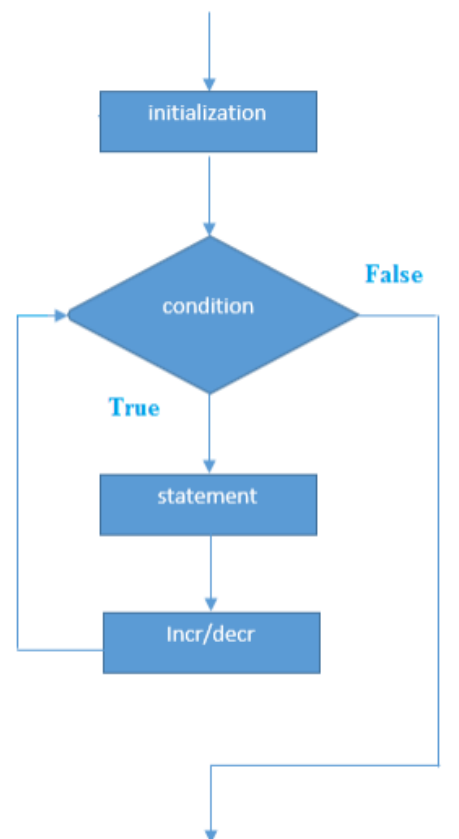 initialization
False
condition
True
statement
Incr/decr